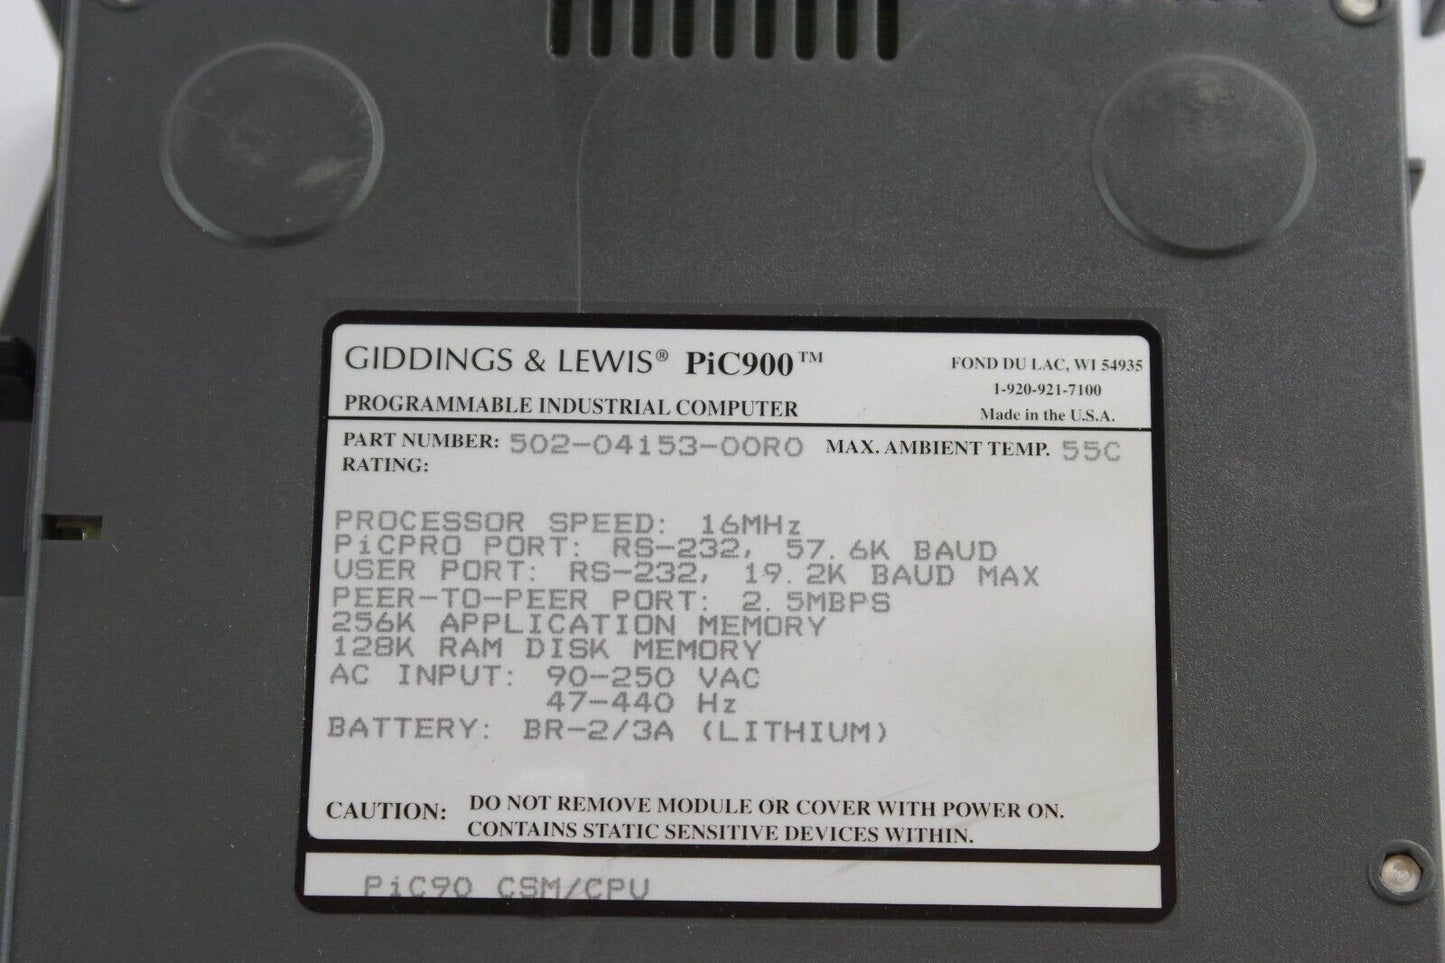 GIDDINGS & LEWIS® PiC900™
PROGRAMMABLE INDUSTRIAL COMPUTER
FOND DU LAC, WI 54935
1-920-921-7100
Made in the U.S.A.
PART NUMBER: 502-04153-00R0 MAX. AMBIENT TEMP. 55C
RATING:
PROCESSOR SPEED: 16MHz
PiCPRO PORT: RS-232, 57.6K BAUD
USER PORT: RS-232, 19.2K BAUD MAX
PEER-TO-PEER PORT: 2.5MBPS
256K APPLICATION MEMORY
128K RAM DISK MEMORY
AC INPUT: 90-250 VAC
47-440 Hz
BATTERY: BR-2/3A (LITHIUM)
CAUTION: DO NOT REMOVE MODULE OR COVER WITH POWER ON.
CONTAINS STATIC SENSITIVE DEVICES WITHIN.
PiC90 CSM/CPU